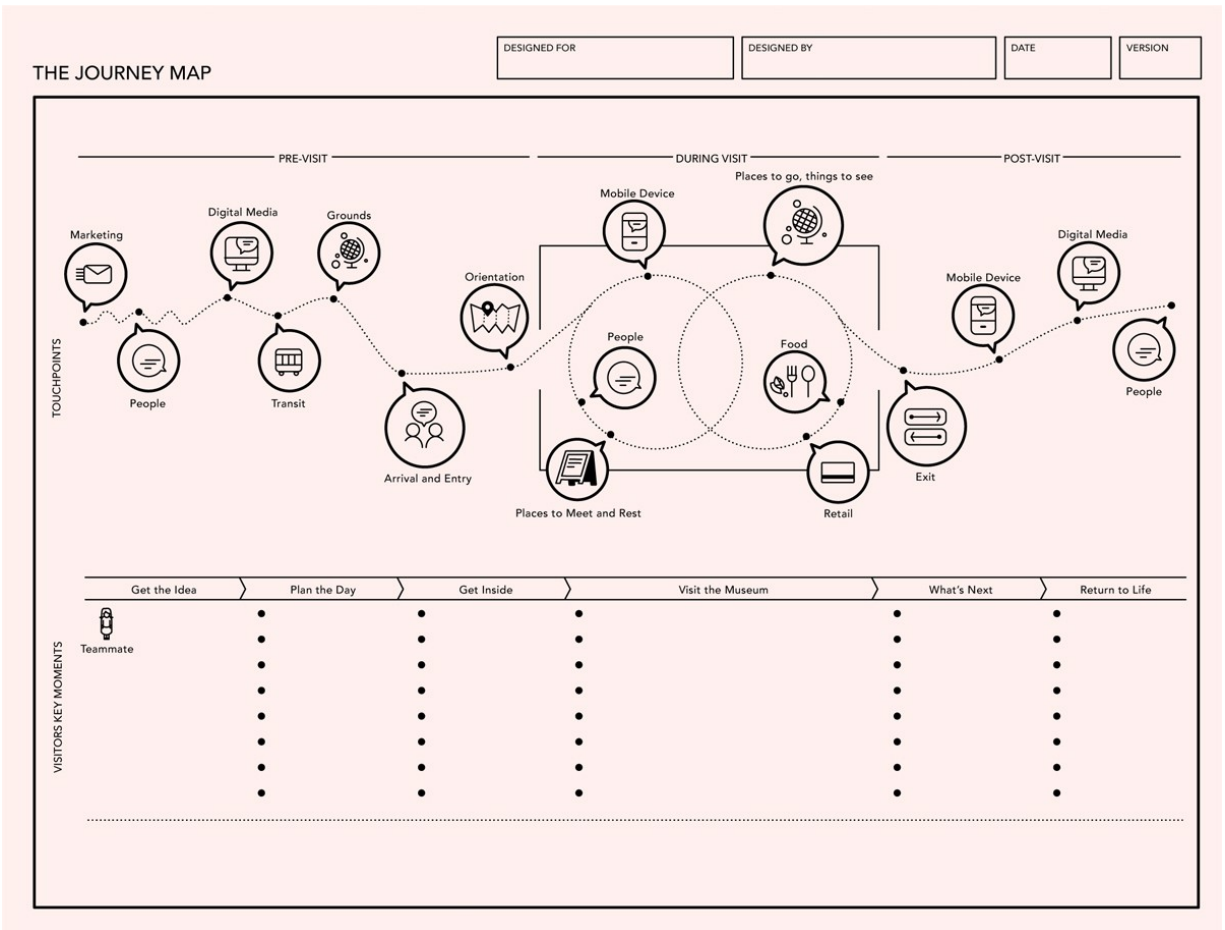 DESIGNED FOR
DESIGNED BY
DATE
VERSION
THE JOURNEY MAP
PRE-VISIT
DURING VISIT
POST-VISIT
TOUCHPOINTS
Marketing
People
Digital Media
Transit
Grounds
Arrival and Entry
Orientation
Mobile Device
Places to go, things to see
People
Food
Places to Meet and Rest
Retail
Exit
Mobile Device
Digital Media
People
VISITORS KEY MOMENTS
Get the Idea
Plan the Day
Get Inside
Visit the Museum
What's Next
Return to Life
Teammate